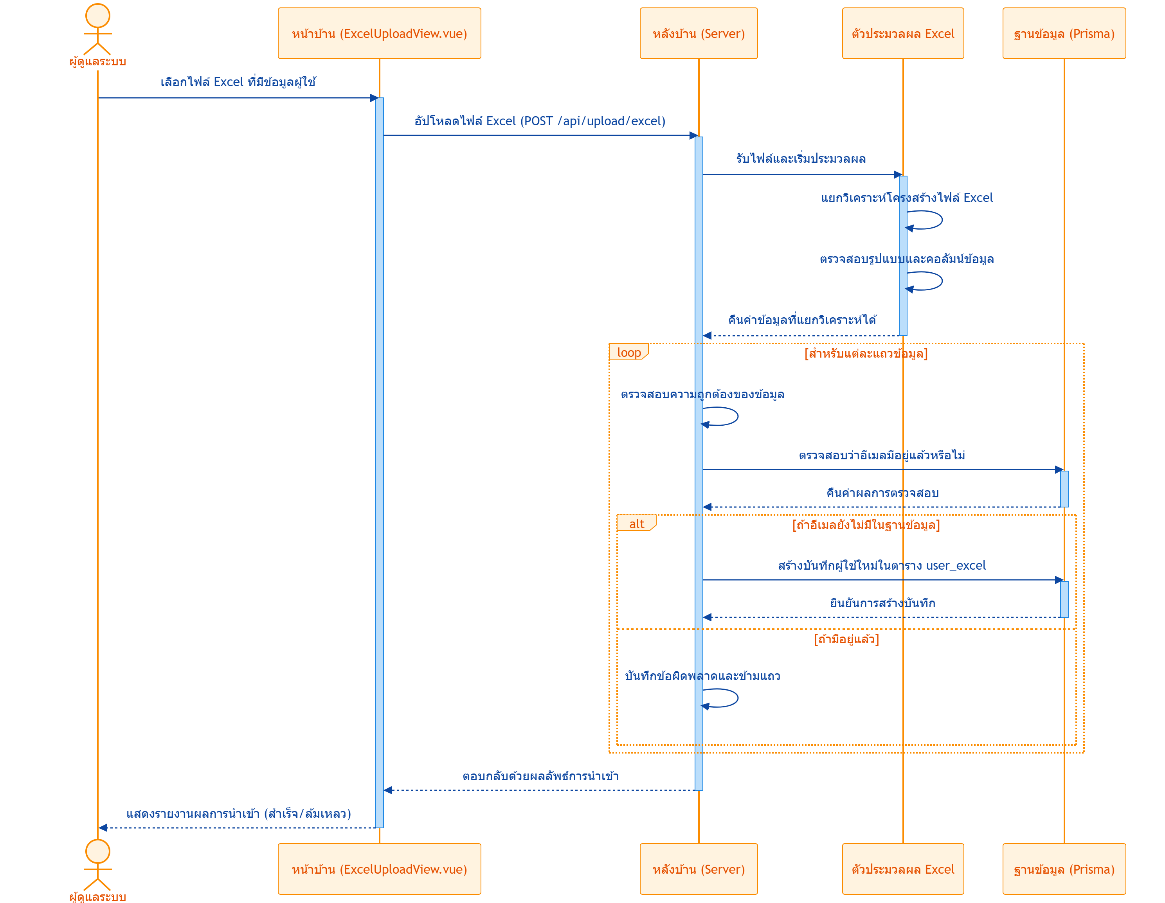 ผู้ดูแลระบบ
หน้าบ้าน (ExcelUploadView.vue)
หลังบ้าน (Server)
ตัวประมวลผล Excel
ฐานข้อมูล (Prisma)
เลือกไฟล์ Excel ที่มีข้อมูลผู้ใช้
อัปโหลดไฟล์ Excel (POST /api/upload/excel)
รับไฟล์และเริ่มประมวลผล
แยกวิเคราะห์โครงสร้างไฟล์ Excel
ตรวจสอบรูปแบบและคอลัมน์ข้อมูล
คืนค่าข้อมูลที่แยกวิเคราะห์ได้
loop
[สำหรับแต่ละแถวข้อมูล]
ตรวจสอบความถูกต้องของข้อมูล
ตรวจสอบว่าอีเมลมีอยู่แล้วหรือไม่
คืนค่าผลการตรวจสอบ
alt
[ถ้าอีเมลยังไม่มีในฐานข้อมูล]
สร้างบันทึกผู้ใช้ใหม่ในตาราง user_excel
ยืนยันการสร้างบันทึก
[ถ้ามีอยู่แล้ว]
บันทึกข้อผิดพลาดและข้ามแถว
ตอบกลับด้วยผลลัพธ์การนำเข้า
แสดงรายงานผลการนำเข้า (สำเร็จ/ล้มเหลว)
ผู้ดูแลระบบ
หน้าบ้าน (ExcelUploadView.vue)
หลังบ้าน (Server)
ตัวประมวลผล Excel
ฐานข้อมูล (Prisma)